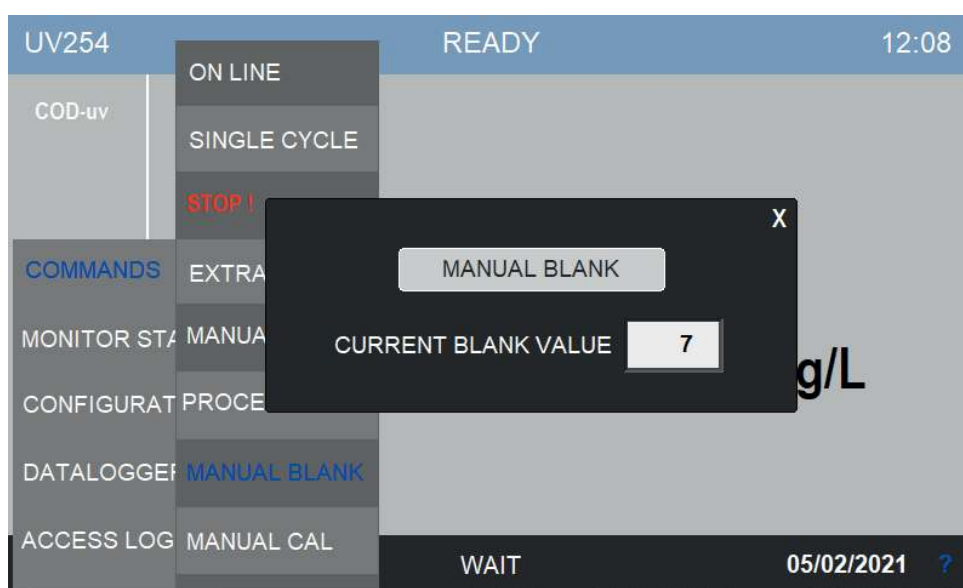 UV254 READY 12:08
COD-uv
ON LINE
SINGLE CYCLE
STOP !
EXTRA
MANUA
PROCE
MANUAL BLANK
MANUAL CAL
COMMANDS
MONITOR STA
CONFIGURAT
DATALOGGER
ACCESS LOG
X
MANUAL BLANK
CURRENT BLANK VALUE 7
g/L
WAIT 05/02/2021 ?